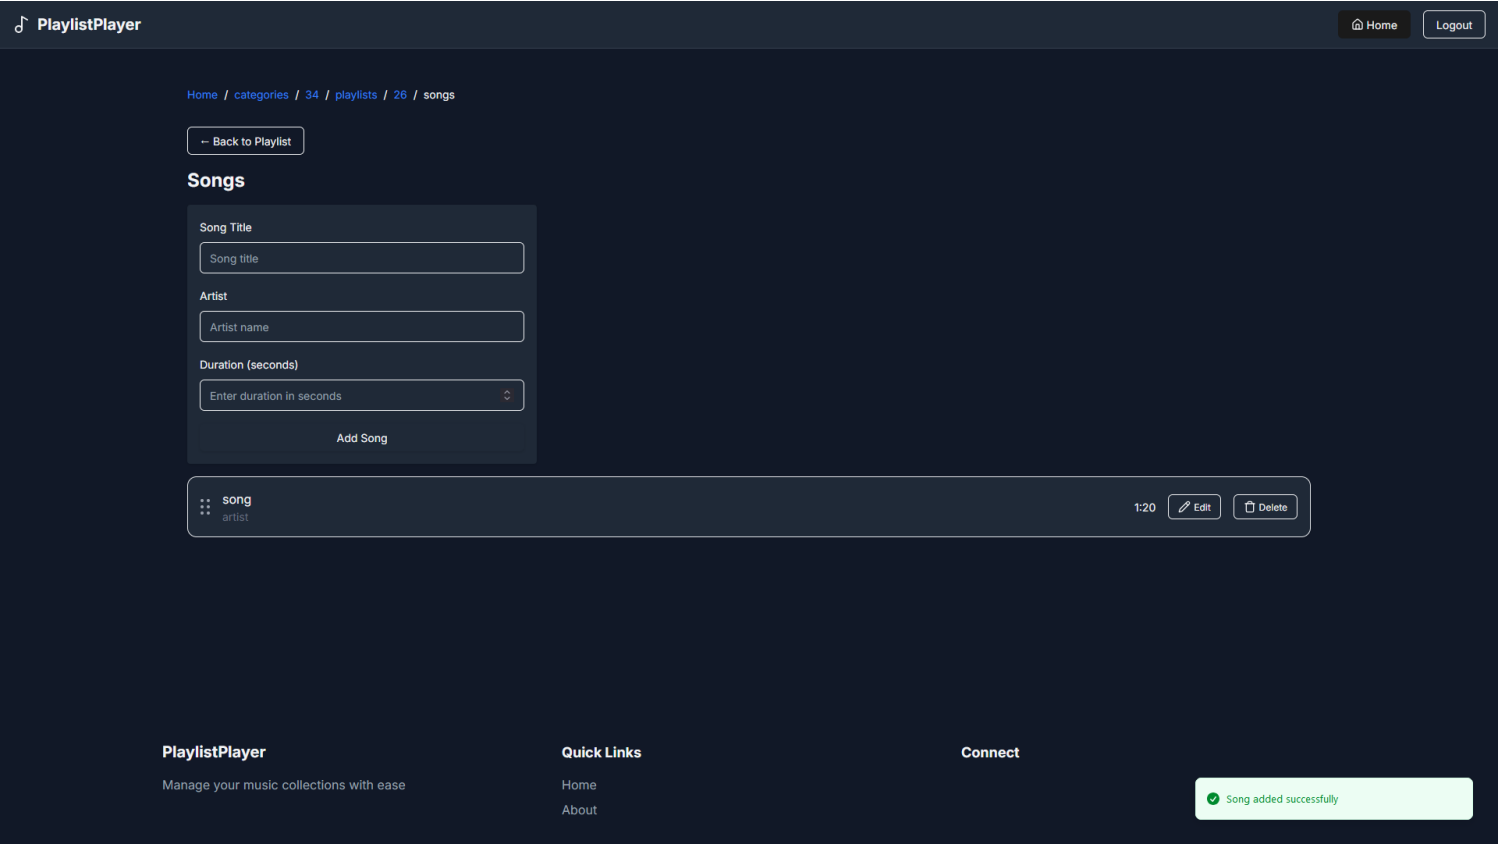 PlaylistPlayer
Home
Logout
Home / categories / 34 / playlists / 26 / songs
← Back to Playlist
Songs
Song Title
Song title
Artist
Artist name
Duration (seconds)
Enter duration in seconds
Add Song
song
artist
1:20
Edit
Delete
PlaylistPlayer
Manage your music collections with ease
Quick Links
Home
About
Connect
Song added successfully